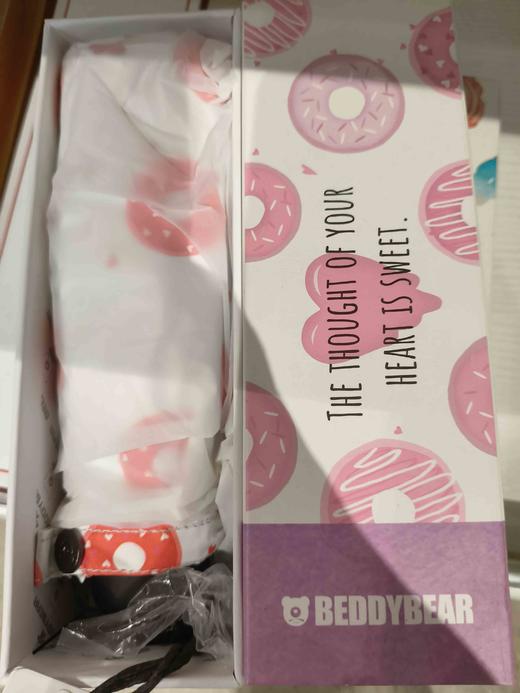 THE THOUGHT OF YOUR
HEART IS SWEET.
BEDDYBEAR